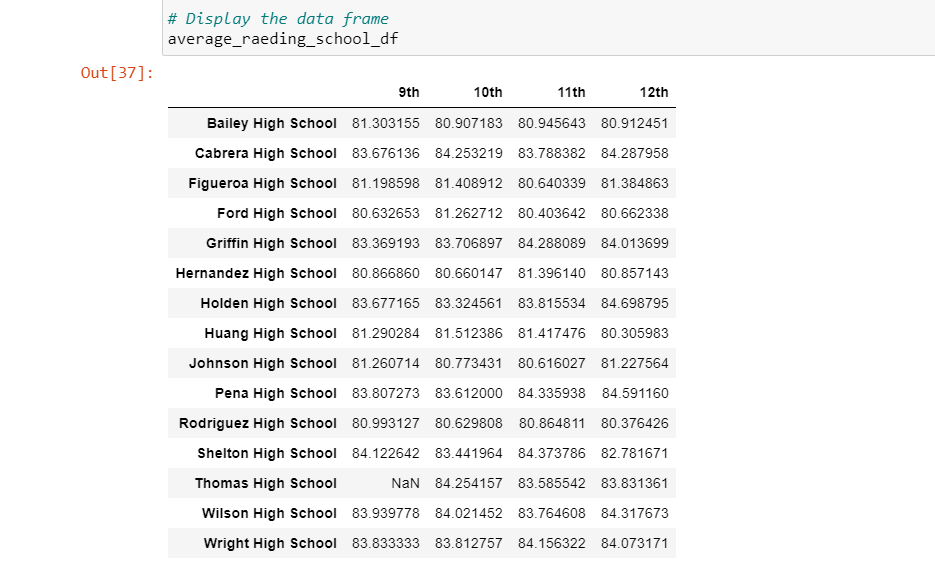 # Display the data frame
average_raeding_school_df
Out[37]:
9th 10th 11th 12th
Bailey High School 81.303155 80.907183 80.945643 80.912451
Cabrera High School 83.676136 84.253219 83.788382 84.287958
Figueroa High School 81.198598 81.408912 80.640339 81.384863
Ford High School 80.632653 81.262712 80.403642 80.662338
Griffin High School 83.369193 83.706897 84.288089 84.013699
Hernandez High School 80.866860 80.660147 81.396140 80.857143
Holden High School 83.677165 83.324561 83.815534 84.698795
Huang High School 81.290284 81.512386 81.417476 80.305983
Johnson High School 81.260714 80.773431 80.616027 81.227564
Pena High School 83.807273 83.612000 84.335938 84.591160
Rodriguez High School 80.993127 80.629808 80.864811 80.376426
Shelton High School 84.122642 83.441964 84.373786 82.781671
Thomas High School NaN 84.254157 83.585542 83.831361
Wilson High School 83.939778 84.021452 83.764608 84.317673
Wright High School 83.833333 83.812757 84.156322 84.073171